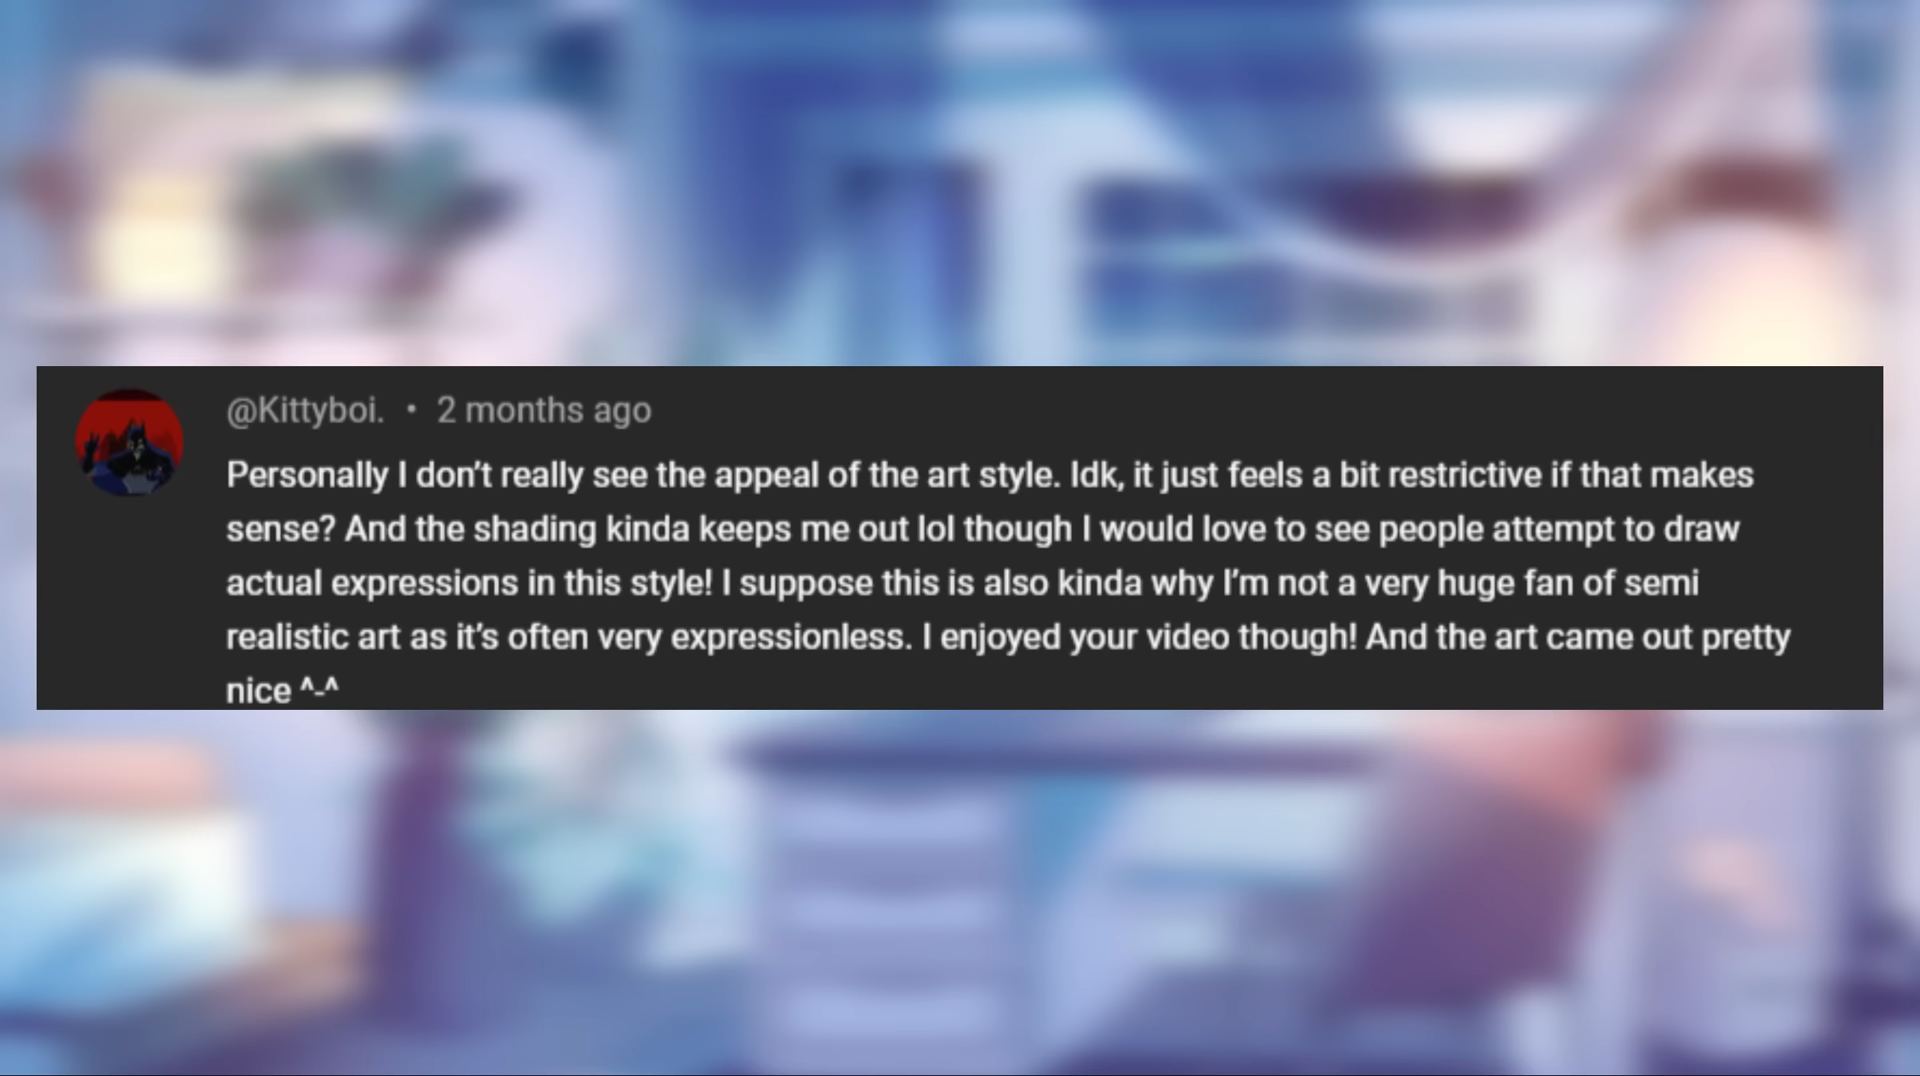 @Kittyboi. • 2 months ago
Personally I don’t really see the appeal of the art style. Idk, it just feels a bit restrictive if that makes
sense? And the shading kinda keeps me out lol though I would love to see people attempt to draw
actual expressions in this style! I suppose this is also kinda why I’m not a very huge fan of semi
realistic art as it’s often very expressionless. I enjoyed your video though! And the art came out pretty
nice ^-^